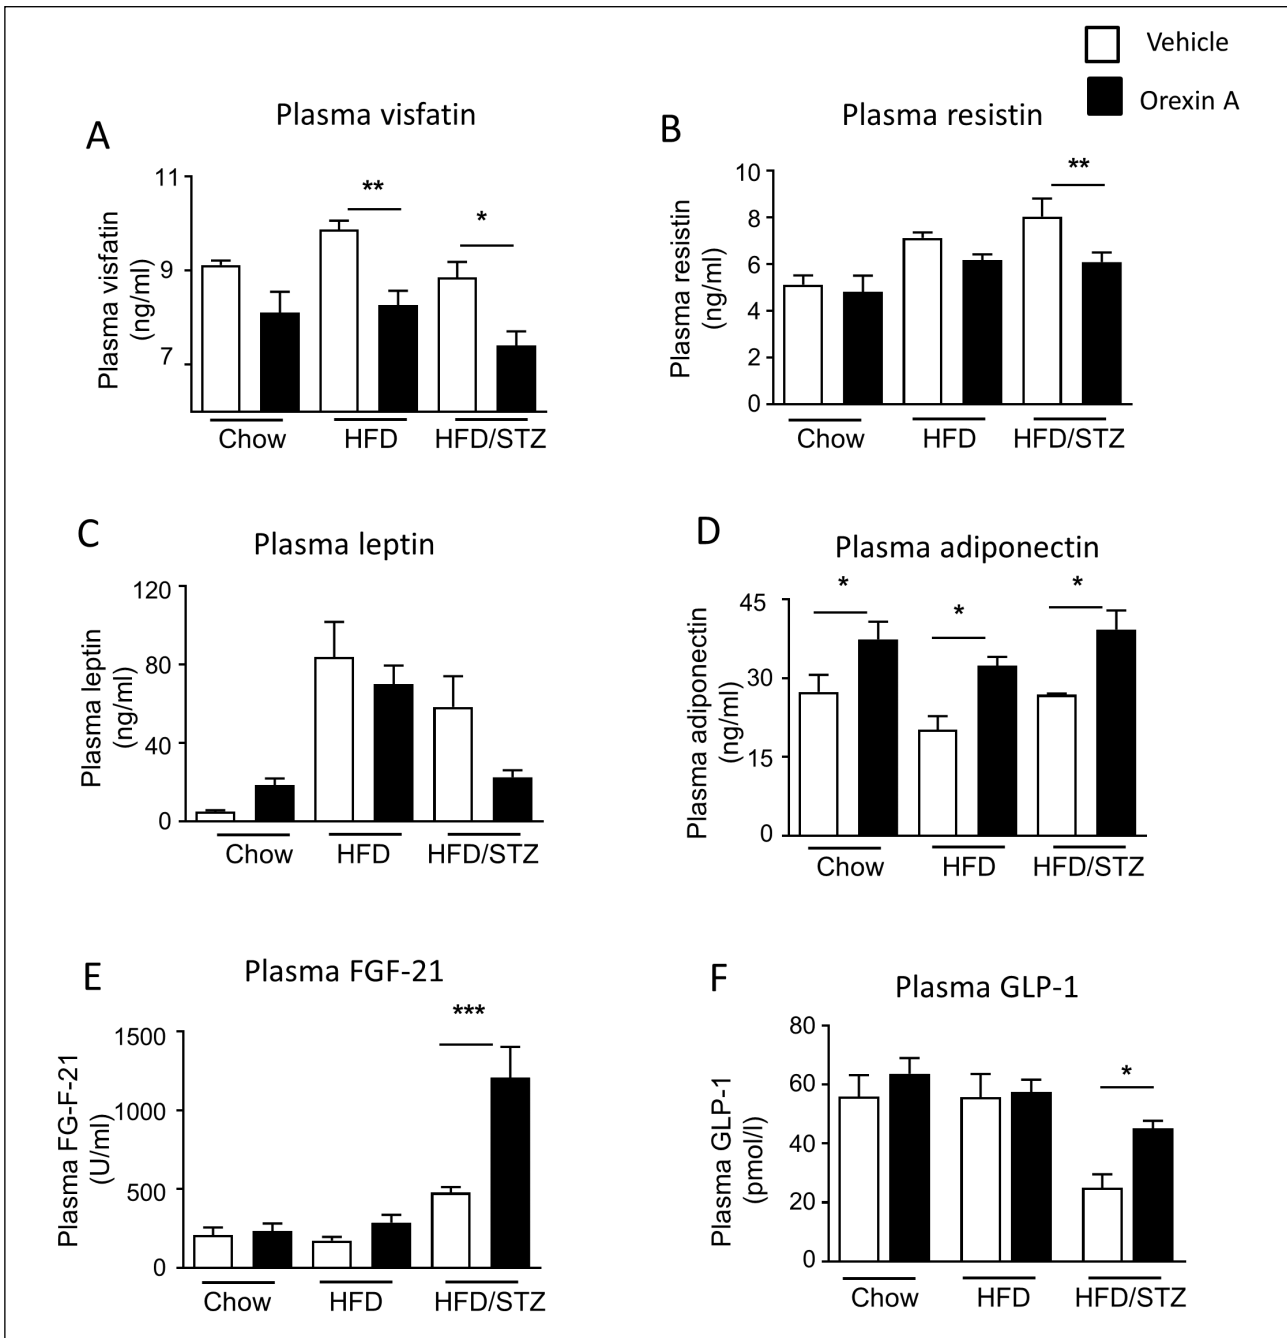 Vehicle
Orexin A
A
Plasma visfatin
Plasma visfatin
(ng/ml)
11
9
7
**
*
Chow
HFD
HFD/STZ
B
Plasma resistin
Plasma resistin
(ng/ml)
10
8
6
4
2
0
**
Chow
HFD
HFD/STZ
C
Plasma leptin
Plasma leptin
(ng/ml)
120
80
40
0
Chow
HFD
HFD/STZ
D
Plasma adiponectin
Plasma adiponectin
(ng/ml)
45
30
15
0
*
*
*
Chow
HFD
HFD/STZ
E
Plasma FGF-21
Plasma FG-F-21
(U/ml)
1500
1000
500
0
***
Chow
HFD
HFD/STZ
F
Plasma GLP-1
Plasma GLP-1
(pmol/l)
80
60
40
20
0
*
Chow
HFD
HFD/STZ